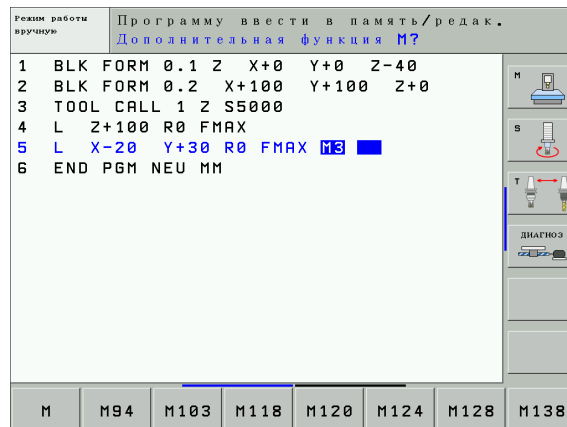 Режим работы
вручную
Программу ввести в память/редак.
Дополнительная функция M?
1 BLK FORM 0.1 Z X+0 Y+0 Z-40
2 BLK FORM 0.2 X+100 Y+100 Z+0
3 TOOL CALL 1 Z S5000
4 L Z+100 R0 FMAX
5 L X-20 Y+30 R0 FMAX M3
6 END PGM NEU MM
M
S
T
ДИАГНОЗ
M M94 M103 M118 M120 M124 M128 M138